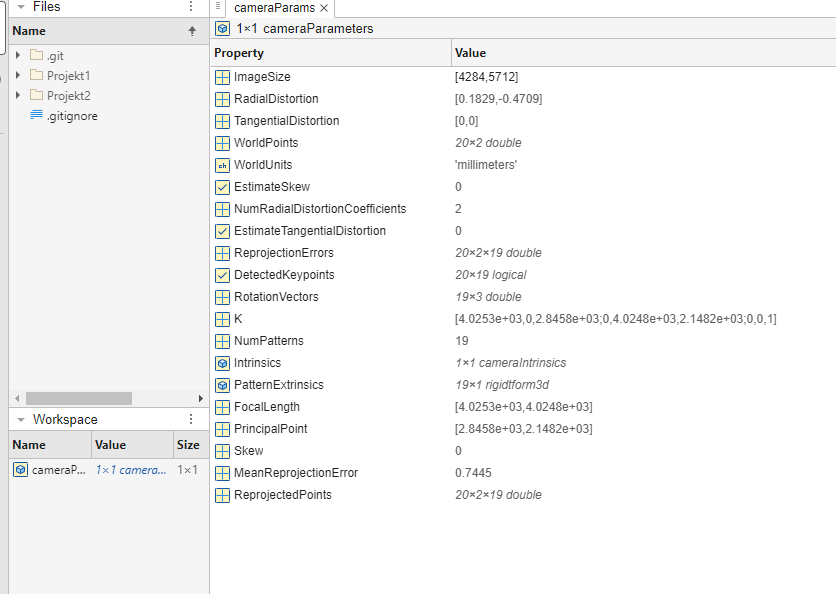 Files
Name
.git
Projekt1
Projekt2
.gitignore
Workspace
Name Value Size
cameraP... 1×1 camera... 1×1
cameraParams
1×1 cameraParameters
Property Value
ImageSize [4284,5712]
RadialDistortion [0.1829,-0.4709]
TangentialDistortion [0,0]
WorldPoints 20×2 double
ch WorldUnits 'millimeters'
EstimateSkew 0
NumRadialDistortionCoefficients 2
EstimateTangentialDistortion 0
ReprojectionErrors 20×2×19 double
DetectedKeypoints 20×19 logical
RotationVectors 19×3 double
K [4.0253e+03,0,2.8458e+03;0,4.0248e+03,2.1482e+03;0,0,1]
NumPatterns 19
Intrinsics 1×1 cameraIntrinsics
PatternExtrinsics 19×1 rigidtform3d
FocalLength [4.0253e+03,4.0248e+03]
PrincipalPoint [2.8458e+03,2.1482e+03]
Skew 0
MeanReprojectionError 0.7445
ReprojectedPoints 20×2×19 double